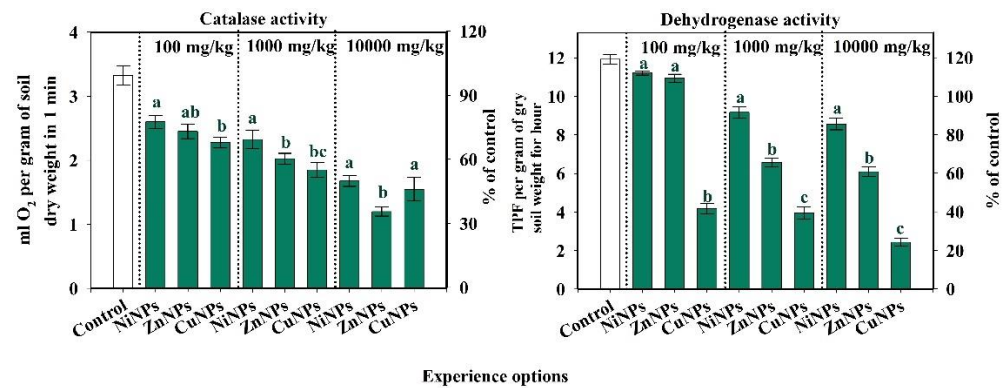 Catalase activity
ml O2 per gram of soil
dry weight in 1 min
4
3
2
1
0
100 mg/kg
1000 mg/kg
10000 mg/kg
a
ab
b
a
b
bc
a
b
a
120
90
60
30
0
% of control
Control
NiNPs
ZnNPs
CuNPs
NiNPs
ZnNPs
CuNPs
NiNPs
ZnNPs
CuNPs
Dehydrogenase activity
TPF per gram of gry
soil weight for hour
12
10
8
6
4
2
0
100 mg/kg
1000 mg/kg
10000 mg/kg
a
a
b
a
b
c
a
b
c
120
100
80
60
40
20
0
% of control
Control
NiNPs
ZnNPs
CuNPs
NiNPs
ZnNPs
CuNPs
NiNPs
ZnNPs
CuNPs
Experience options